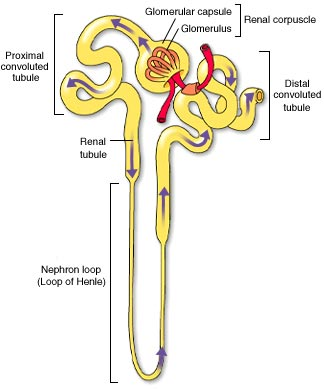 Glomerular capsule
Glomerulus
Renal corpuscle
Proximal
convoluted
tubule
Distal
convoluted
tubule
Renal
tubule
Nephron loop
(Loop of Henle)